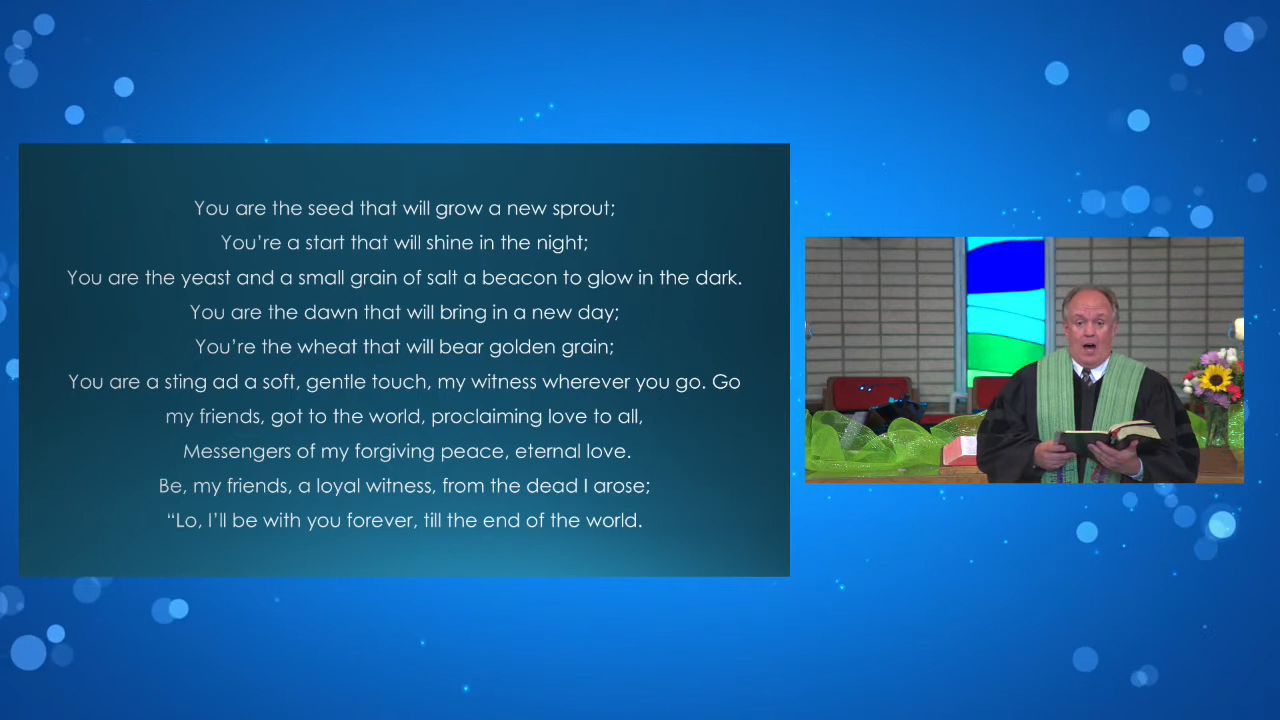 You are the seed that will grow a new sprout;
You're a start that will shine in the night;
You are the yeast and a small grain of salt a beacon to glow in the dark.
You are the dawn that will bring in a new day;
You're the wheat that will bear golden grain;
You are a sting ad a soft, gentle touch, my witness wherever you go. Go
my friends, got to the world, proclaiming love to all,
Messengers of my forgiving peace, eternal love.
Be, my friends, a loyal witness, from the dead I arose;
“Lo, I'll be with you forever, till the end of the world.